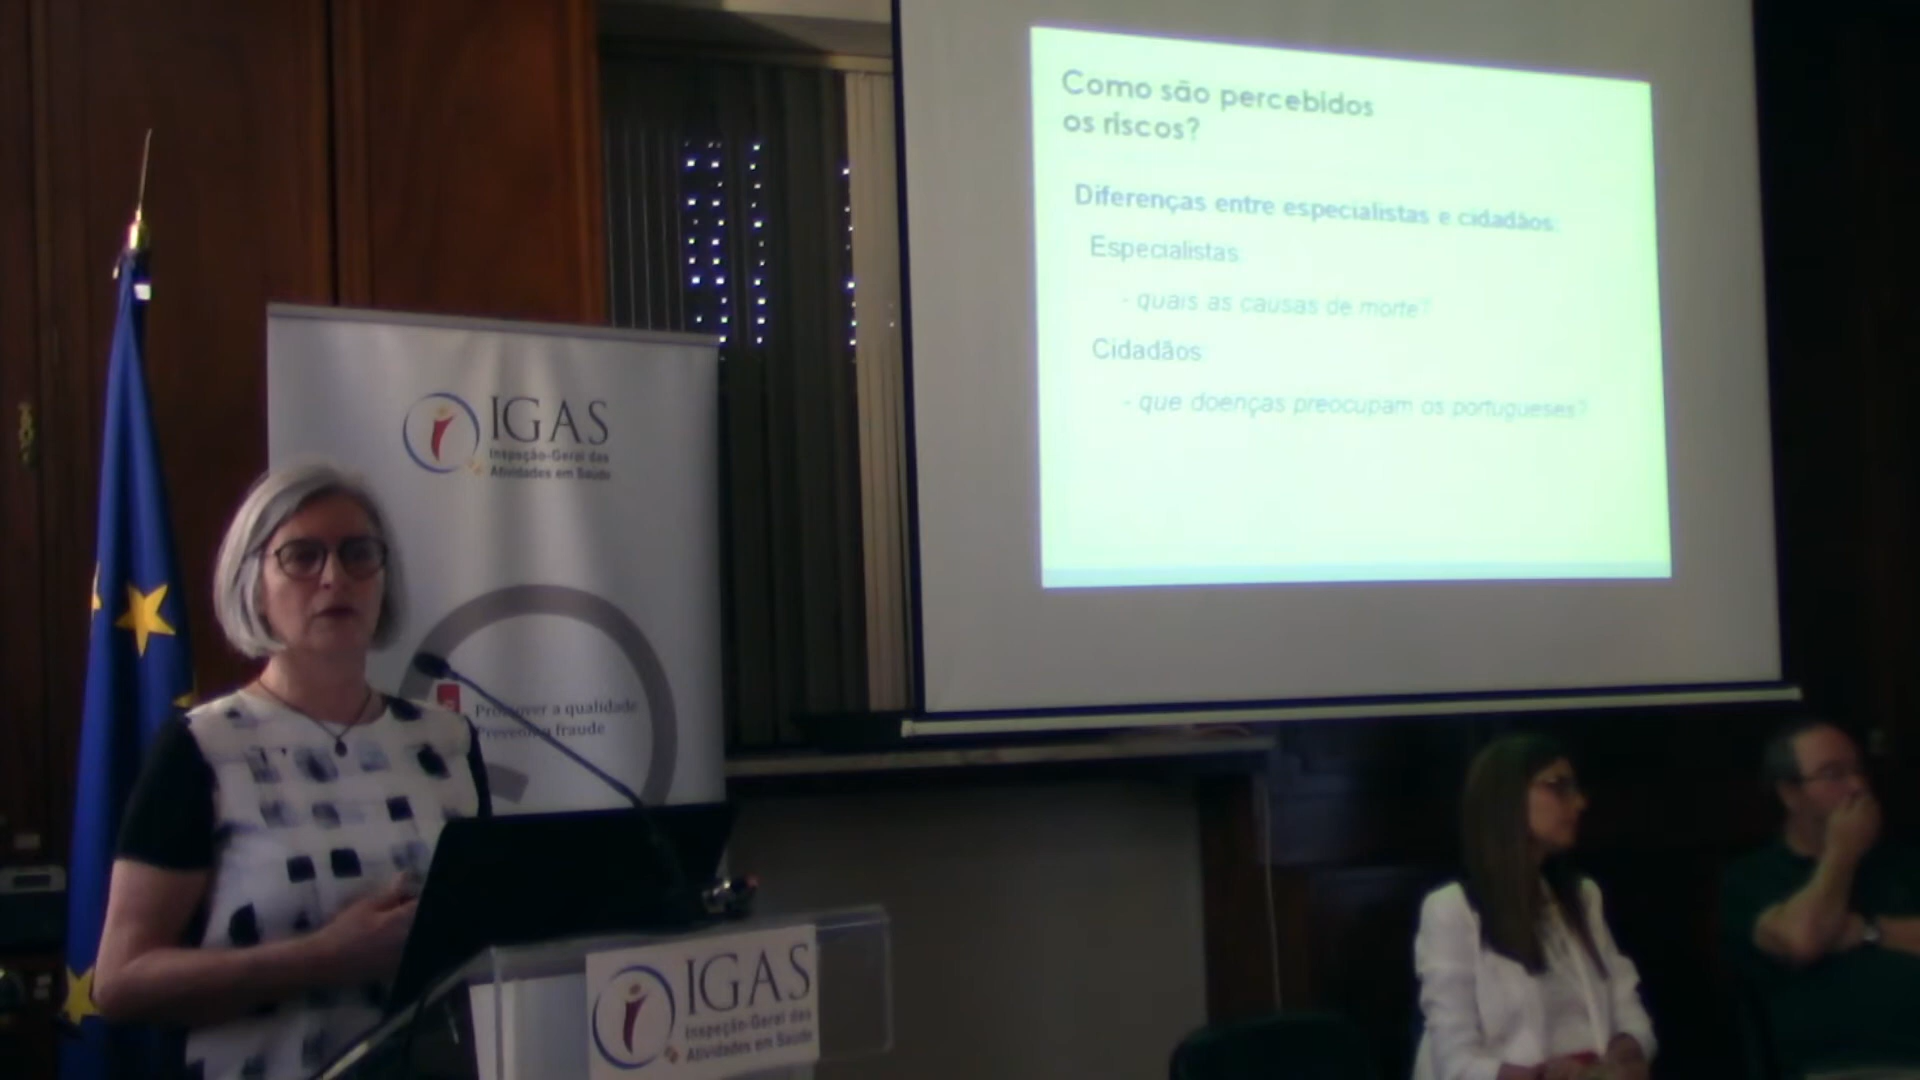 Como são percebidos
os riscos?
Diferenças entre especialistas e cidadãos:
Especialistas
- quais as causas de morte?
Cidadãos
- que doenças preocupam os portugueses?
IGAS
Inspeção-Geral das
Atividades em Saúde
Promover a qualidade
Prevenir a fraude
IGAS
Inspeção-Geral das
Atividades em Saúde